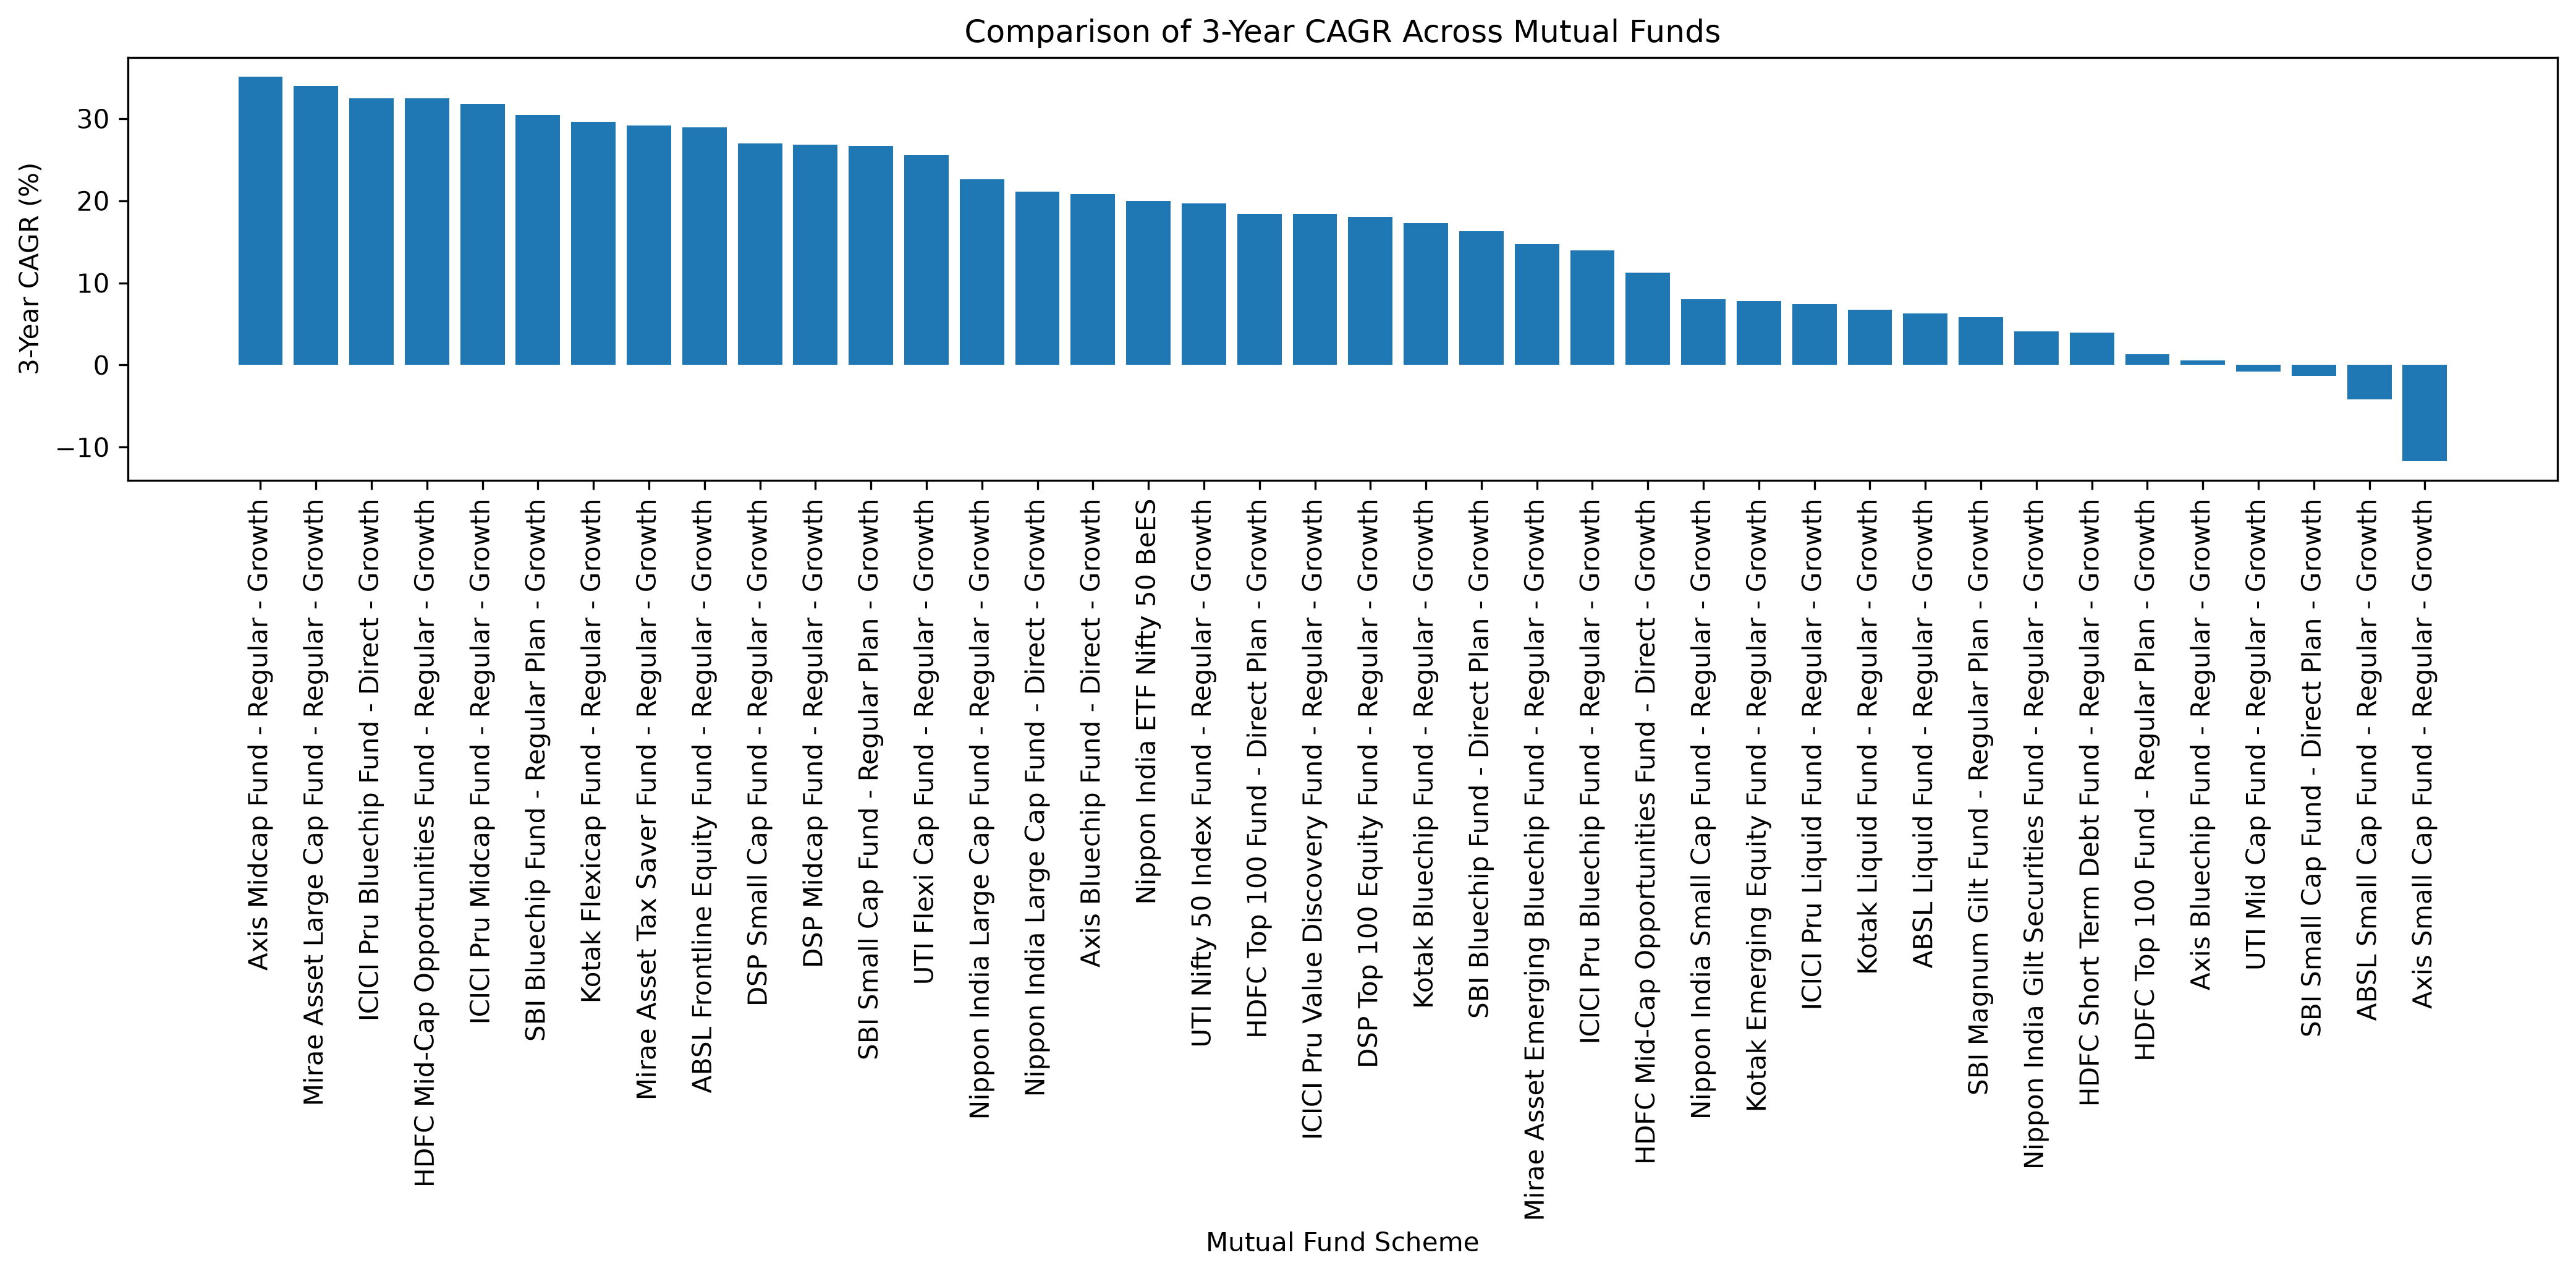 Comparison of 3-Year CAGR Across Mutual Funds
3-Year CAGR (%)
30
20
10
0
−10
Axis Midcap Fund - Regular - Growth
Mirae Asset Large Cap Fund - Regular - Growth
ICICI Pru Bluechip Fund - Direct - Growth
HDFC Mid-Cap Opportunities Fund - Regular - Growth
ICICI Pru Midcap Fund - Regular - Growth
SBI Bluechip Fund - Regular Plan - Growth
Kotak Flexicap Fund - Regular - Growth
Mirae Asset Tax Saver Fund - Regular - Growth
ABSL Frontline Equity Fund - Regular - Growth
DSP Small Cap Fund - Regular - Growth
DSP Midcap Fund - Regular - Growth
SBI Small Cap Fund - Regular Plan - Growth
UTI Flexi Cap Fund - Regular - Growth
Nippon India Large Cap Fund - Regular - Growth
Nippon India Large Cap Fund - Direct - Growth
Axis Bluechip Fund - Direct - Growth
Nippon India ETF Nifty 50 BeES
UTI Nifty 50 Index Fund - Regular - Growth
HDFC Top 100 Fund - Direct Plan - Growth
ICICI Pru Value Discovery Fund - Regular - Growth
DSP Top 100 Equity Fund - Regular - Growth
Kotak Bluechip Fund - Regular - Growth
SBI Bluechip Fund - Direct Plan - Growth
Mirae Asset Emerging Bluechip Fund - Regular - Growth
ICICI Pru Bluechip Fund - Regular - Growth
HDFC Mid-Cap Opportunities Fund - Direct - Growth
Nippon India Small Cap Fund - Regular - Growth
Kotak Emerging Equity Fund - Regular - Growth
ICICI Pru Liquid Fund - Regular - Growth
Kotak Liquid Fund - Regular - Growth
ABSL Liquid Fund - Regular - Growth
SBI Magnum Gilt Fund - Regular Plan - Growth
Nippon India Gilt Securities Fund - Regular - Growth
HDFC Short Term Debt Fund - Regular - Growth
HDFC Top 100 Fund - Regular Plan - Growth
Axis Bluechip Fund - Regular - Growth
UTI Mid Cap Fund - Regular - Growth
SBI Small Cap Fund - Direct Plan - Growth
ABSL Small Cap Fund - Regular - Growth
Axis Small Cap Fund - Regular - Growth
Mutual Fund Scheme